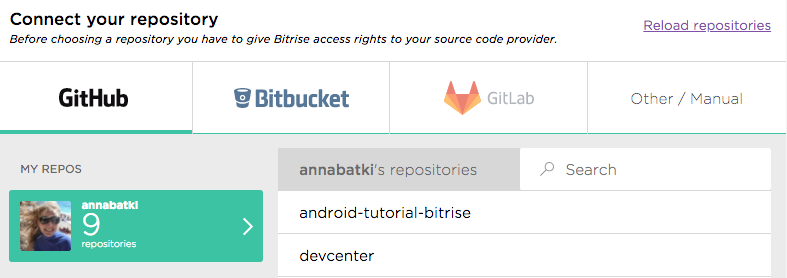 Connect your repository
Before choosing a repository you have to give Bitrise access rights to your source code provider.
Reload repositories
GitHub
Bitbucket
GitLab
Other / Manual
MY REPOS
annabatki
9
repositories
annabatki's repositories
Search
android-tutorial-bitrise
devcenter